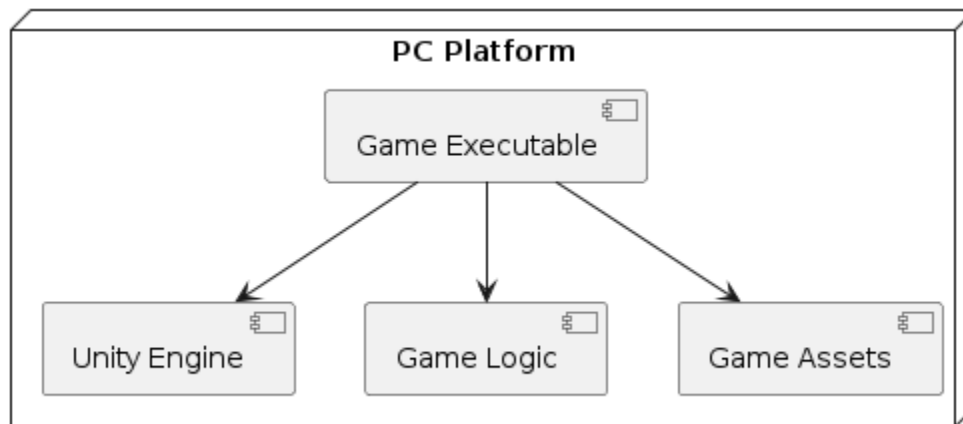 PC Platform
Game Executable
Unity Engine
Game Logic
Game Assets